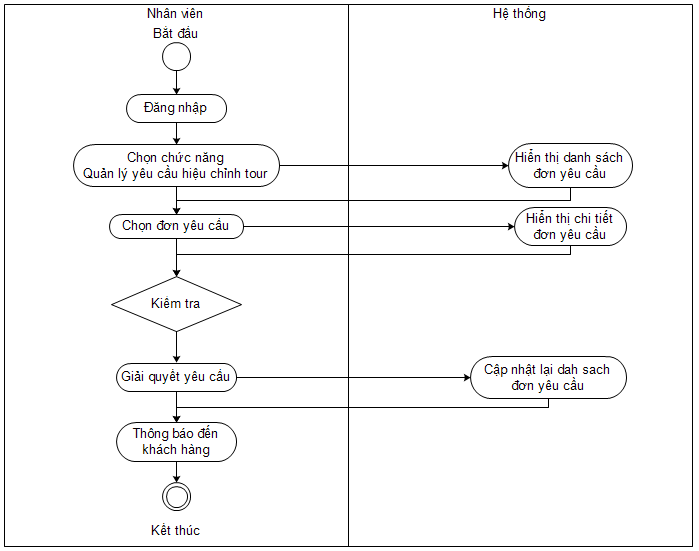 Nhân viên
Hệ thống
Bắt đầu
Đăng nhập
Chọn chức năng
Quản lý yêu cầu hiệu chỉnh tour
Hiển thị danh sách
đơn yêu cầu
Chọn đơn yêu cầu
Hiển thị chi tiết
đơn yêu cầu
Kiểm tra
Giải quyết yêu cầu
Cập nhật lại dah sach
đơn yêu cầu
Thông báo đến
khách hàng
Kết thúc